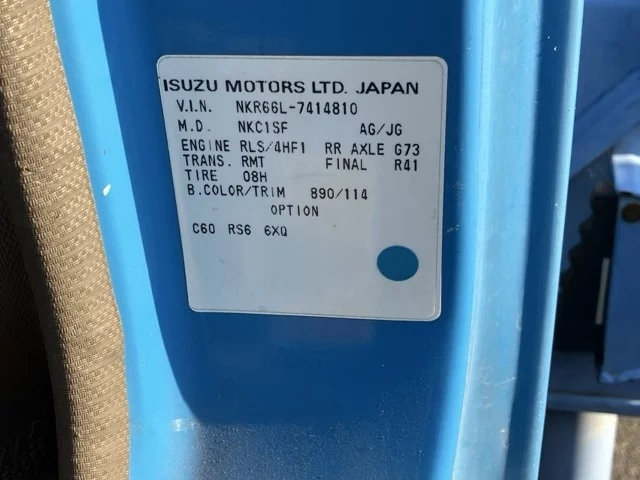 ISUZU MOTORS LTD. JAPAN
V.I.N. NKR66L-7414810
M.D. NKC1SF AG/JG
ENGINE RLS/4HF1 RR AXLE G73
TRANS. RMT FINAL R41
TIRE 08H
B.COLOR/TRIM 890/114
OPTION
C60 RS6 6XQ